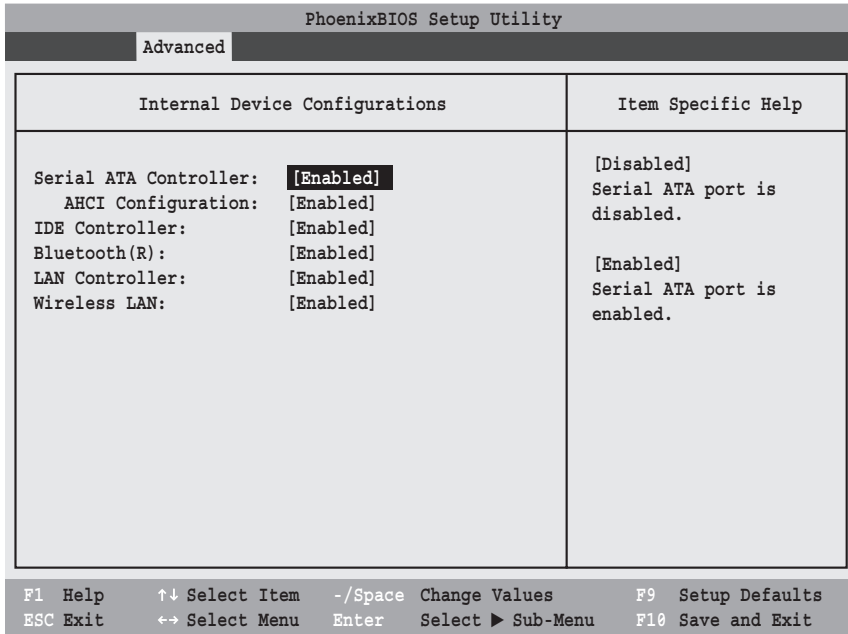 PhoenixBIOS Setup Utility
Advanced
Internal Device Configurations
Serial ATA Controller: [Enabled]
AHCI Configuration: [Enabled]
IDE Controller: [Enabled]
Bluetooth(R): [Enabled]
LAN Controller: [Enabled]
Wireless LAN: [Enabled]
Item Specific Help
[Disabled]
Serial ATA port is
disabled.
[Enabled]
Serial ATA port is
enabled.
F1 Help ↑↓ Select Item -/Space Change Values F9 Setup Defaults
ESC Exit ←→ Select Menu Enter Select ▶ Sub-Menu F10 Save and Exit